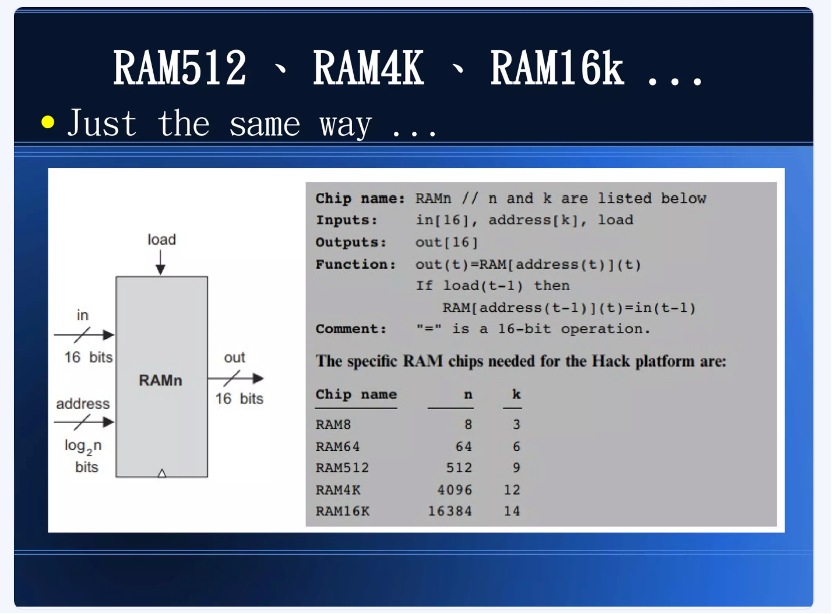 RAM512 、 RAM4K 、 RAM16k ...
Just the same way ...
load
in
16 bits
address
log2n
bits
RAMn
out
16 bits
Chip name: RAMn // n and k are listed below
Inputs: in[16], address[k], load
Outputs: out[16]
Function: out(t)=RAM[address(t)](t)
If load(t-1) then
RAM[address(t-1)](t)=in(t-1)
Comment: "=" is a 16-bit operation.
The specific RAM chips needed for the Hack platform are:
Chip name n k
RAM8 8 3
RAM64 64 6
RAM512 512 9
RAM4K 4096 12
RAM16K 16384 14